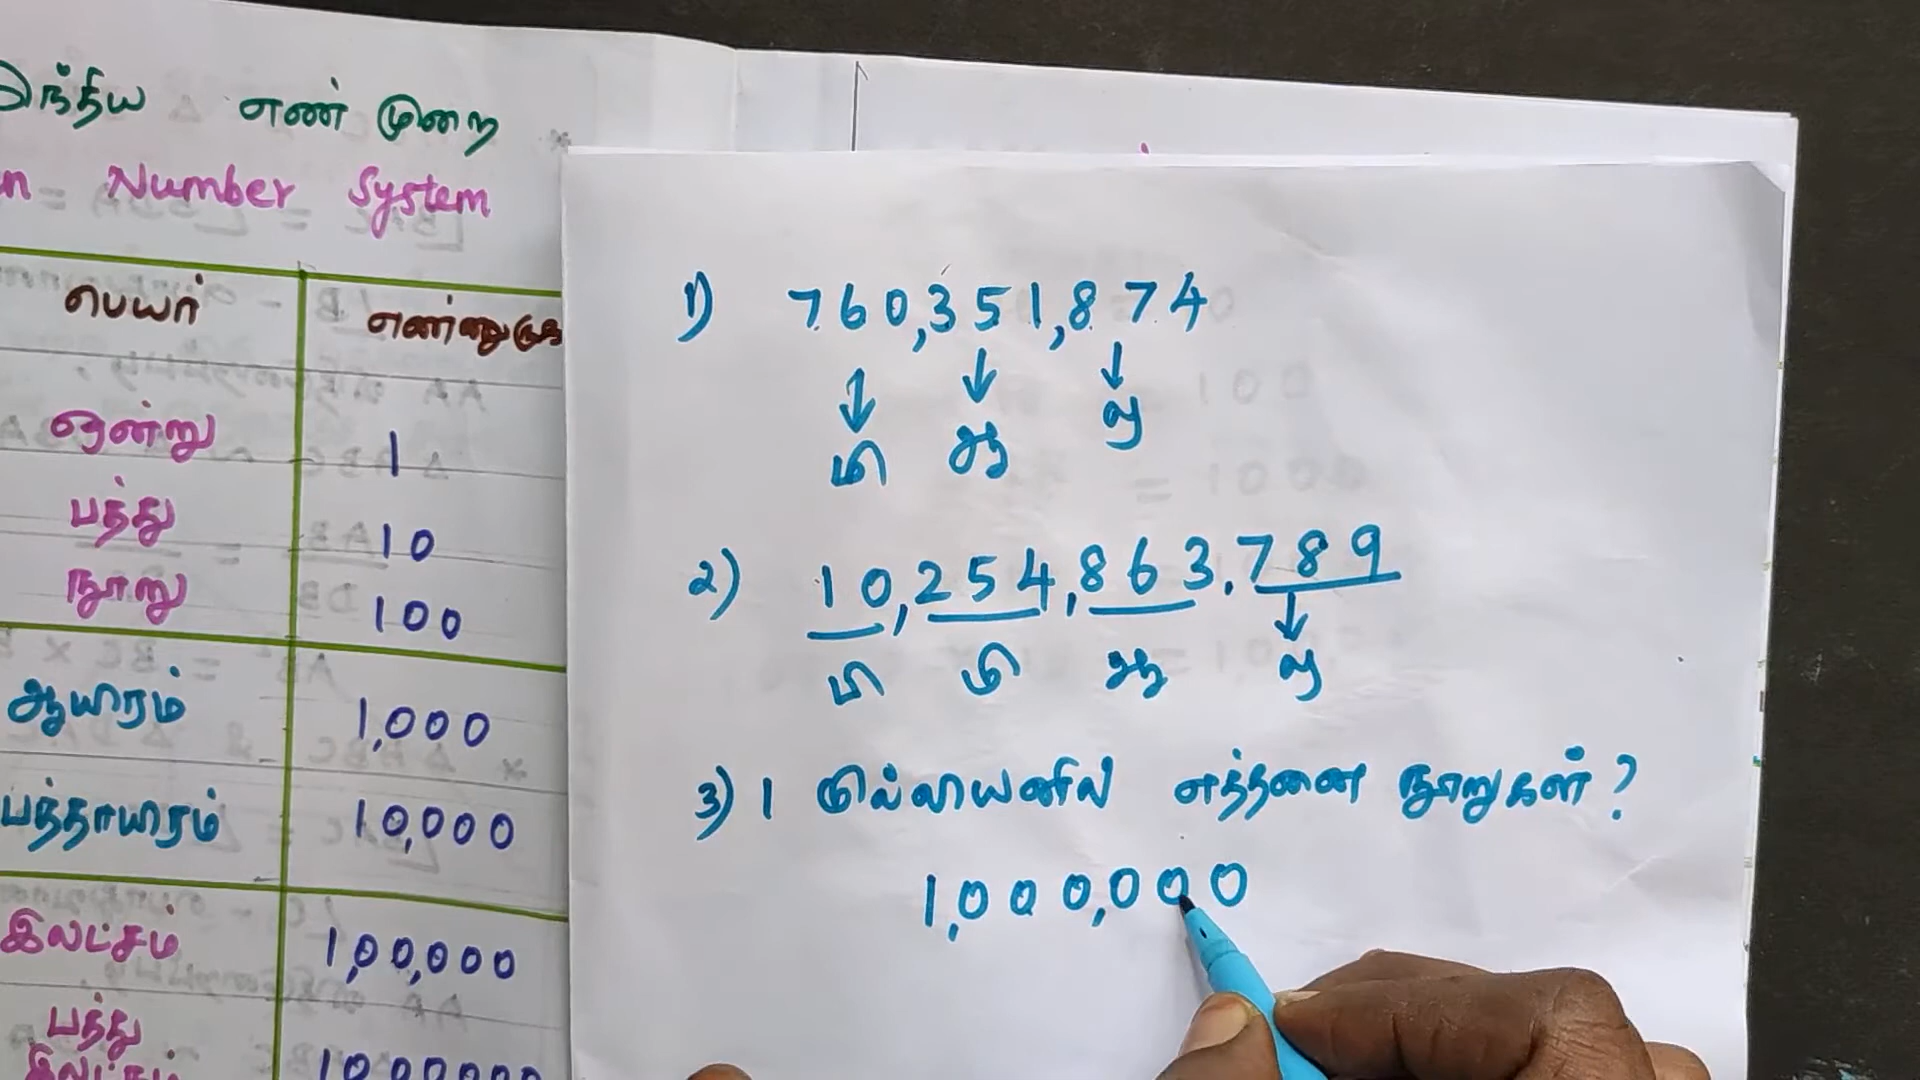 இந்திய எண் முறை
n Number System
பெயர்
ஒன்று 1
பத்து 10
நூறு 100
ஆயிரம் 1,000
பத்தாயிரம் 10,000
இலட்சம் 1,00,000
பத்து
இலட்சம்
1) 760,351,874
மி ஆ ஒ
2) 10,254,863,789
பி மி ஆ ஒ
3) 1 மில்லியனில் எத்தனை நூறுகள்?
1,000,000